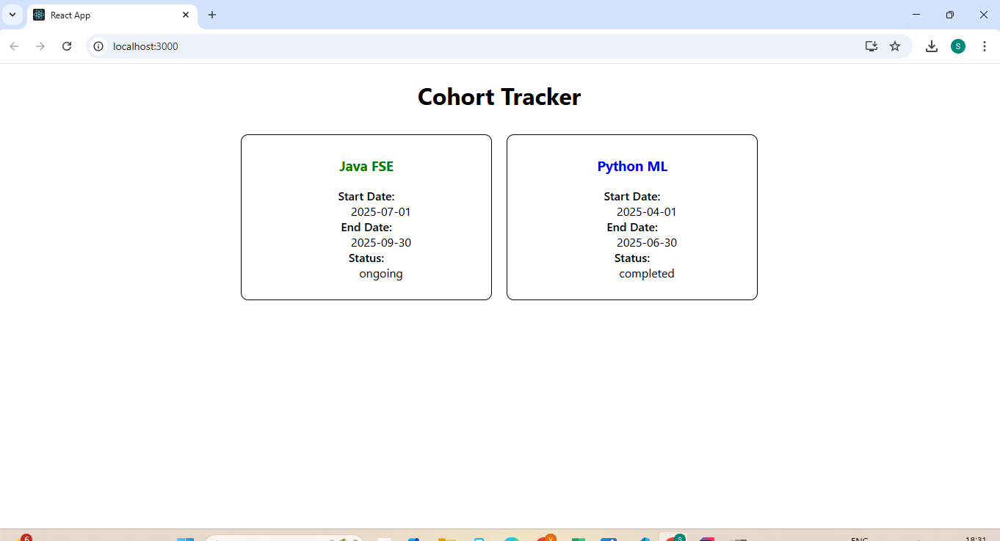 React App
localhost:3000
S
Cohort Tracker
Java FSE
Start Date:
2025-07-01
End Date:
2025-09-30
Status:
ongoing
Python ML
Start Date:
2025-04-01
End Date:
2025-06-30
Status:
completed
6
V
S
ENG
18:31